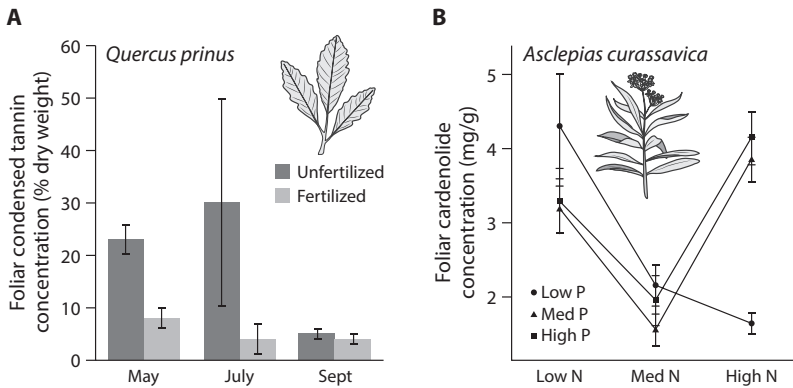 A
Quercus prinus
Foliar condensed tannin
concentration (% dry weight)
60
50
40
30
20
10
0
Unfertilized
Fertilized
May
July
Sept
B
Asclepias curassavica
Foliar cardenolide
concentration (mg/g)
5
4
3
2
Low P
Med P
High P
Low N
Med N
High N